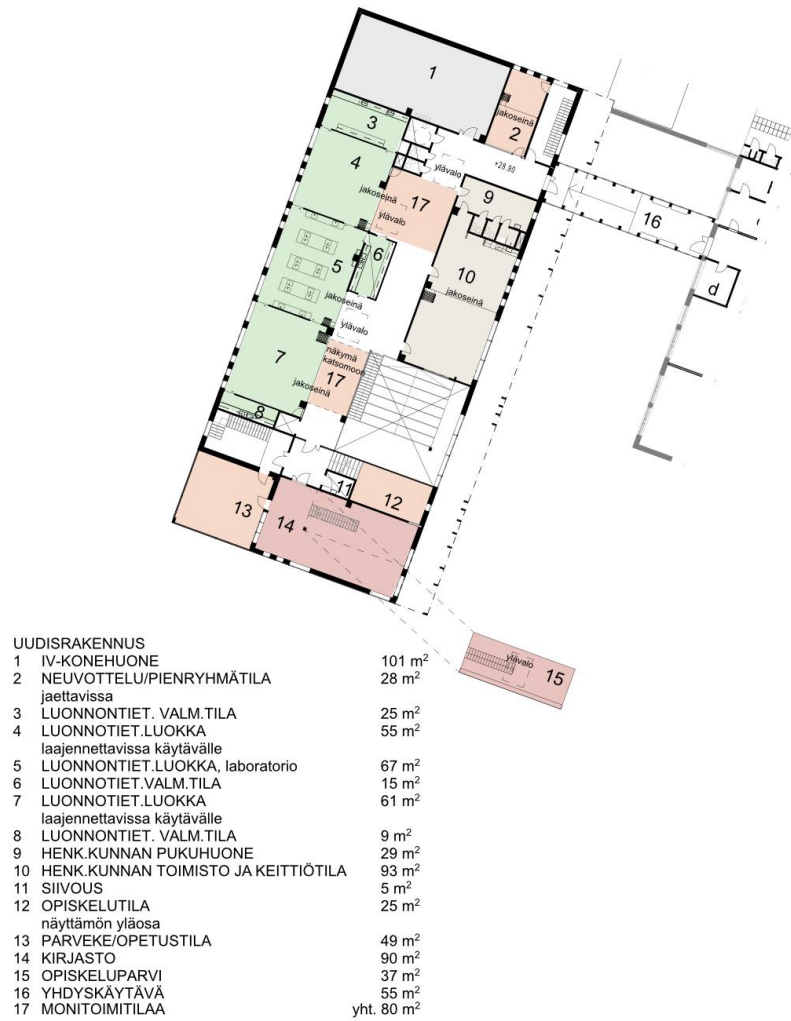 1
jakoseinä
2
3
4
ylävalo
+28.90
jakoseinä
17
ylävalo
9
16
6
5
10
jakoseinä
d
jakoseinä
ylävalo
näkymä
katsomoon
7
17
jakoseinä
8
11
12
13
14
ylävalo
15
UUDISRAKENNUS
1 IV-KONEHUONE 101 m²
2 NEUVOTTELU/PIENRYHMÄTILA 28 m²
jaettavissa
3 LUONNONTIET. VALM.TILA 25 m²
4 LUONNOTIET.LUOKKA 55 m²
laajennettavissa käytävälle
5 LUONNONTIET.LUOKKA, laboratorio 67 m²
6 LUONNOTIET.VALM.TILA 15 m²
7 LUONNOTIET.LUOKKA 61 m²
laajennettavissa käytävälle
8 LUONNONTIET. VALM.TILA 9 m²
9 HENK.KUNNAN PUKUHUONE 29 m²
10 HENK.KUNNAN TOIMISTO JA KEITTIÖTILA 93 m²
11 SIIVOUS 5 m²
12 OPISKELUTILA 25 m²
näyttämön yläosa
13 PARVEKE/OPETUSTILA 49 m²
14 KIRJASTO 90 m²
15 OPISKELUPARVI 37 m²
16 YHDYSKÄYTÄVÄ 55 m²
17 MONITOIMITILAA yht. 80 m²